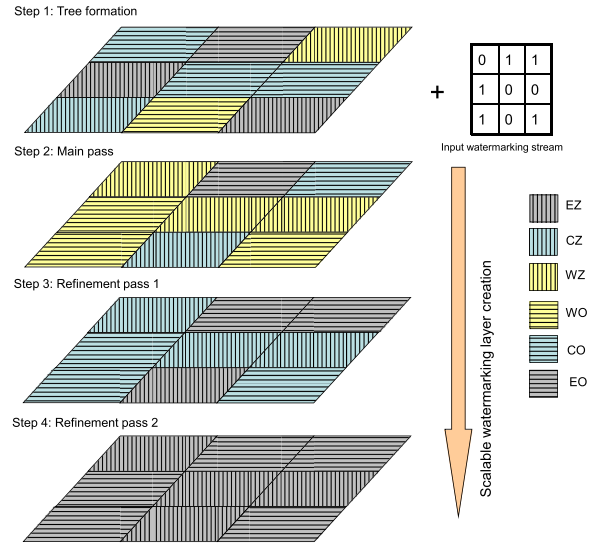 Step 1: Tree formation
+
0 1 1
1 0 0
1 0 1
Input watermarking stream
Step 2: Main pass
EZ
CZ
WZ
WO
CO
EO
Step 3: Refinement pass 1
Scalable watermarking layer creation
Step 4: Refinement pass 2